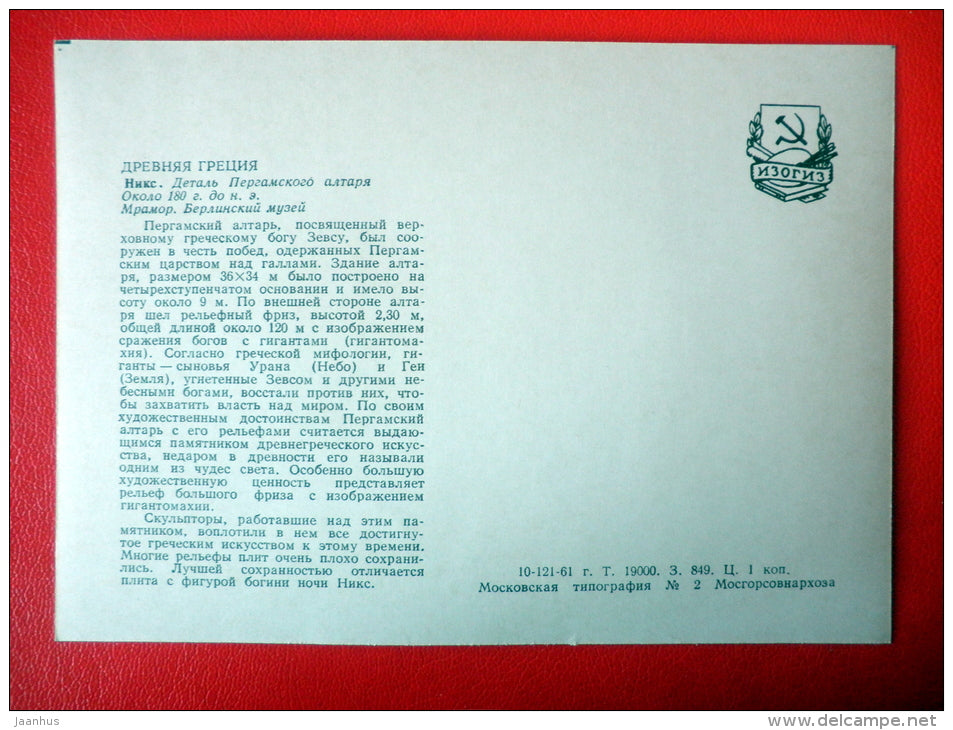 ИЗОГИЗ
ДРЕВНЯЯ ГРЕЦИЯ
Никс. Деталь Пергамского алтаря
Около 180 г. до н. э.
Мрамор. Берлинский музей
Пергамский алтарь, посвященный вер-
ховному греческому богу Зевсу, был соо-
ружен в честь побед, одержанных Пергам-
ским царством над галлами. Здание алта-
ря, размером 36×34 м было построено на
четырехступенчатом основании и имело вы-
соту около 9 м. По внешней стороне алта-
ря шел рельефный фриз, высотой 2,30 м,
общей длиной около 120 м с изображением
сражения богов с гигантами (гигантома-
хия). Согласно греческой мифологии, ги-
ганты — сыновья Урана (Небо) и Геи
(Земля), угнетенные Зевсом и другими не-
бесными богами, восстали против них, что-
бы захватить власть над миром. По своим
художественным достоинствам Пергамский
алтарь с его рельефами считается выдаю-
щимся памятником древнегреческого искус-
ства, недаром в древности его называли
одним из чудес света. Особенно большую
художественную ценность представляет
рельеф большого фриза с изображением
гигантомахии.
Скульпторы, работавшие над этим па-
мятником, воплотили в нем все достигну-
тое греческим искусством к этому времени.
Многие рельефы плит очень плохо сохрани-
лись. Лучшей сохранностью отличается
плита с фигурой богини ночи Никс.
10-121-61 г. Т. 19000. З. 849. Ц. 1 коп.
Московская типография № 2 Мосгорсовнархоза
Jaanhus
www.delcampe.net